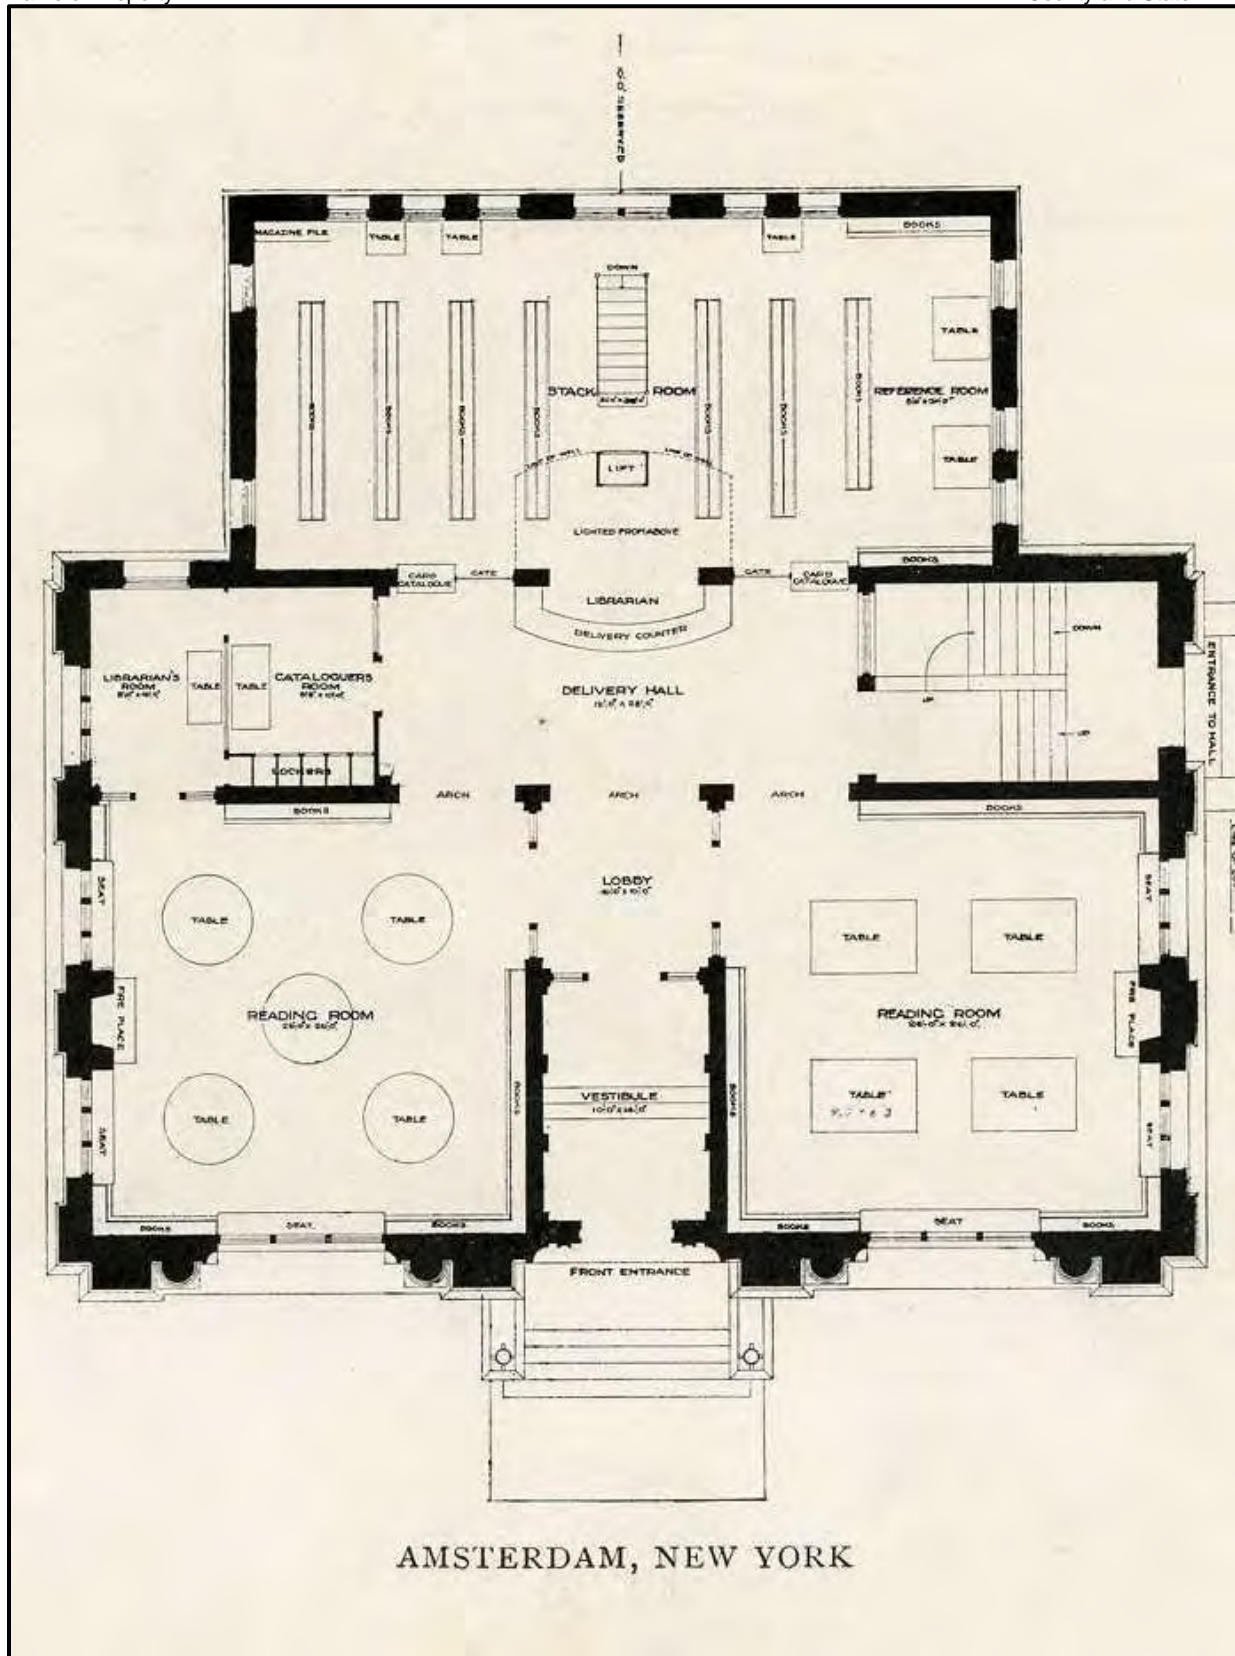 10'-0" RESERVED
MAGAZINE FILE
TABLE
TABLE
TABLE
BOOKS
DOWN
TABLE
STACK ROOM
REFERENCE ROOM
BOOKS
BOOKS
BOOKS
BOOKS
BOOKS
BOOKS
BOOKS
LIFT
TABLE
LIGHTED FROM ABOVE
BOOKS
CARD CATALOGUE
GATE
GATE
CARD CATALOGUE
LIBRARIAN
DELIVERY COUNTER
DOWN
LIBRARIAN'S
ROOM
TABLE
TABLE
CATALOGUERS
ROOM
DELIVERY HALL
UP
UP
ENTRANCE TO HALL
LOCKERS
ARCH
ARCH
ARCH
BOOKS
BOOKS
LOBBY
SEAT
SEAT
TABLE
TABLE
TABLE
TABLE
FIRE PLACE
READING ROOM
READING ROOM
FIRE PLACE
BOOKS
VESTIBULE
BOOKS
TABLE
TABLE
TABLE
TABLE
SEAT
SEAT
BOOKS
SEAT
BOOKS
BOOKS
SEAT
BOOKS
FRONT ENTRANCE
AMSTERDAM, NEW YORK